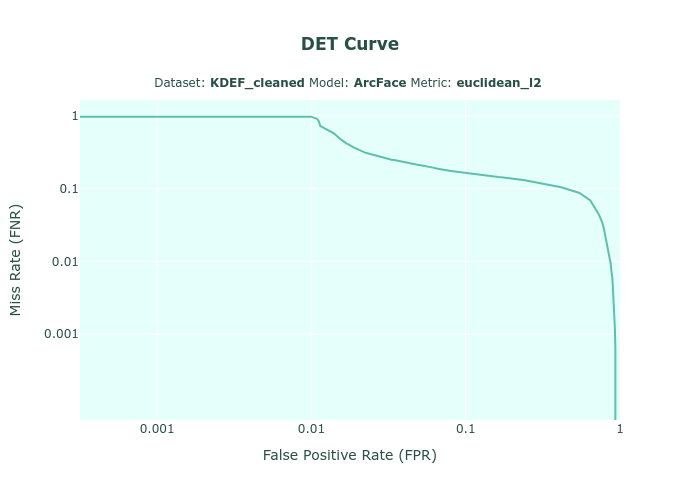 DET Curve
Dataset: KDEF_cleaned Model: ArcFace Metric: euclidean_l2
1
0.1
0.01
0.001
Miss Rate (FNR)
0.001
0.01
0.1
1
False Positive Rate (FPR)